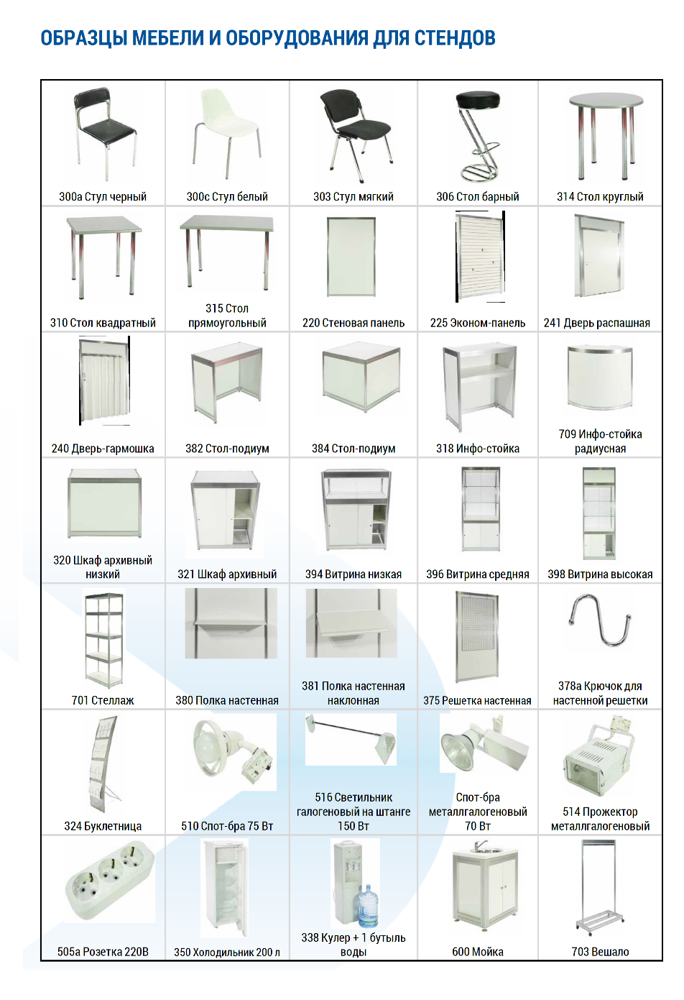 ОБРАЗЦЫ МЕБЕЛИ И ОБОРУДОВАНИЯ ДЛЯ СТЕНДОВ
300а Стул черный
300с Стул белый
303 Стул мягкий
306 Стол барный
314 Стол круглый
310 Стол квадратный
315 Стол
прямоугольный
220 Стеновая панель
225 Эконом-панель
241 Дверь распашная
240 Дверь-гармошка
382 Стол-подиум
384 Стол-подиум
318 Инфо-стойка
709 Инфо-стойка
радиусная
320 Шкаф архивный
низкий
321 Шкаф архивный
394 Витрина низкая
396 Витрина средняя
398 Витрина высокая
701 Стеллаж
380 Полка настенная
381 Полка настенная
наклонная
375 Решетка настенная
378а Крючок для
настенной решетки
324 Буклетница
510 Спот-бра 75 Вт
516 Светильник
галогеновый на штанге
150 Вт
Спот-бра
металлгалогеновый
70 Вт
514 Прожектор
металлгалогеновый
505а Розетка 220В
350 Холодильник 200 л
338 Кулер + 1 бутыль
воды
600 Мойка
703 Вешало